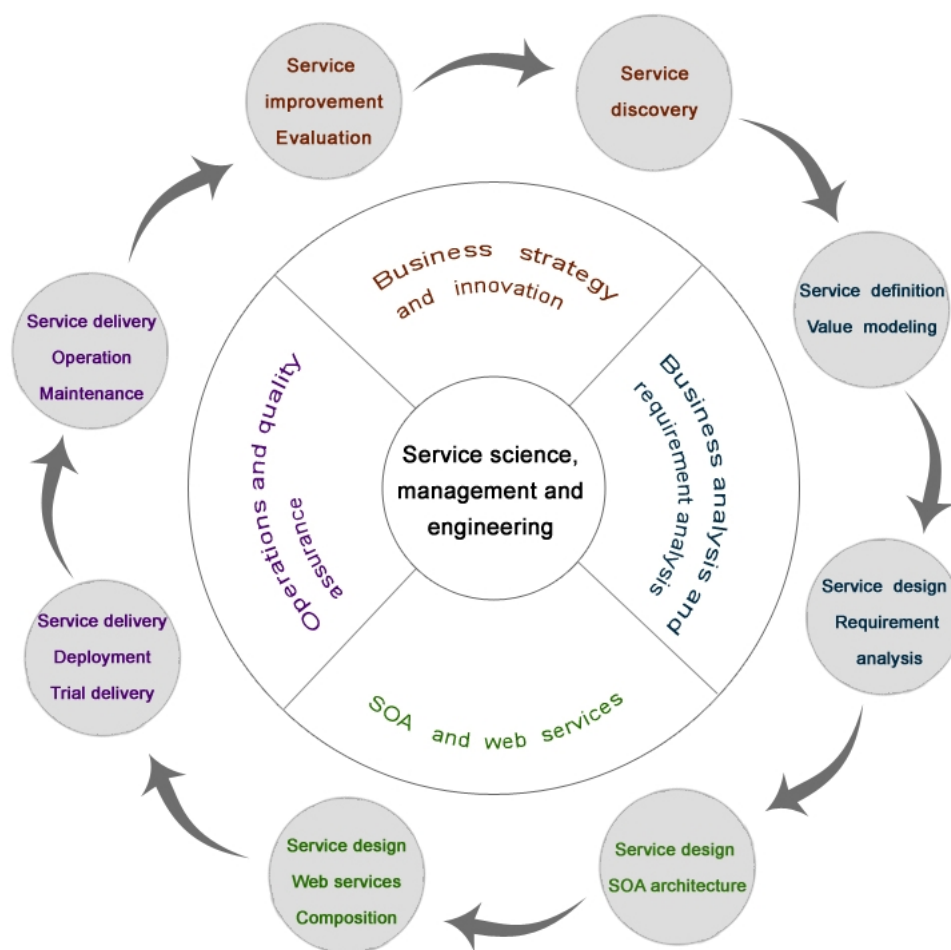 Service
improvement
Evaluation
Service
discovery
Service definition
Value modeling
Service design
Requirement
analysis
Service design
SOA architecture
Service design
Web services
Composition
Service delivery
Deployment
Trial delivery
Service delivery
Operation
Maintenance
Business strategy
and innovation
Business analysis and
requirement analysis
SOA and web services
Operations and quality
assurance
Service science,
management and
engineering